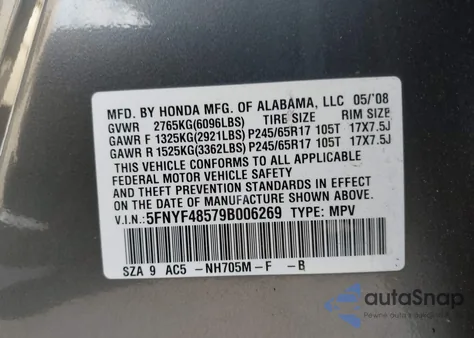 MFD. BY HONDA MFG. OF ALABAMA, LLC 05/'08
GVWR 2765KG(6096LBS) TIRE SIZE RIM SIZE
GAWR F 1325KG(2921LBS) P245/65R17 105T 17X7.5J
GAWR R 1525KG(3362LBS) P245/65R17 105T 17X7.5J
THIS VEHICLE CONFORMS TO ALL APPLICABLE
FEDERAL MOTOR VEHICLE SAFETY
AND THEFT PREVENTION STANDARDS IN EFFECT
ON THE DATE OF MANUFACTURE SHOWN ABOVE.
V.I.N.: 5FNYF48579B006269 TYPE: MPV
SZA 9 AC5 -NH705M-F -B
autoSnap
Pewne auta z przeszłością